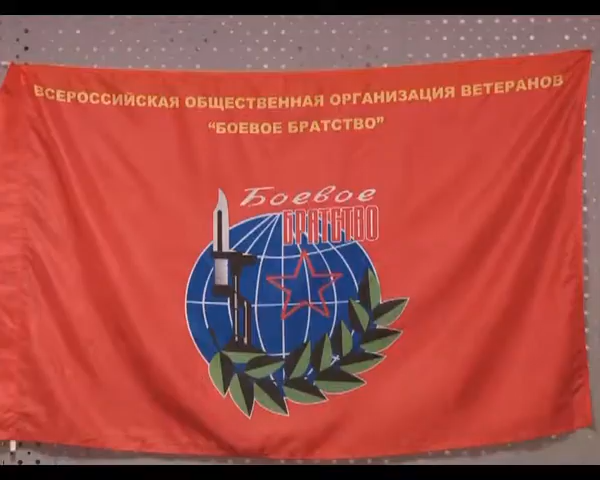 ВСЕРОССИЙСКАЯ ОБЩЕСТВЕННАЯ ОРГАНИЗАЦИЯ ВЕТЕРАНОВ
“БОЕВОЕ БРАТСТВО”
Боевое
БРАТСТВО